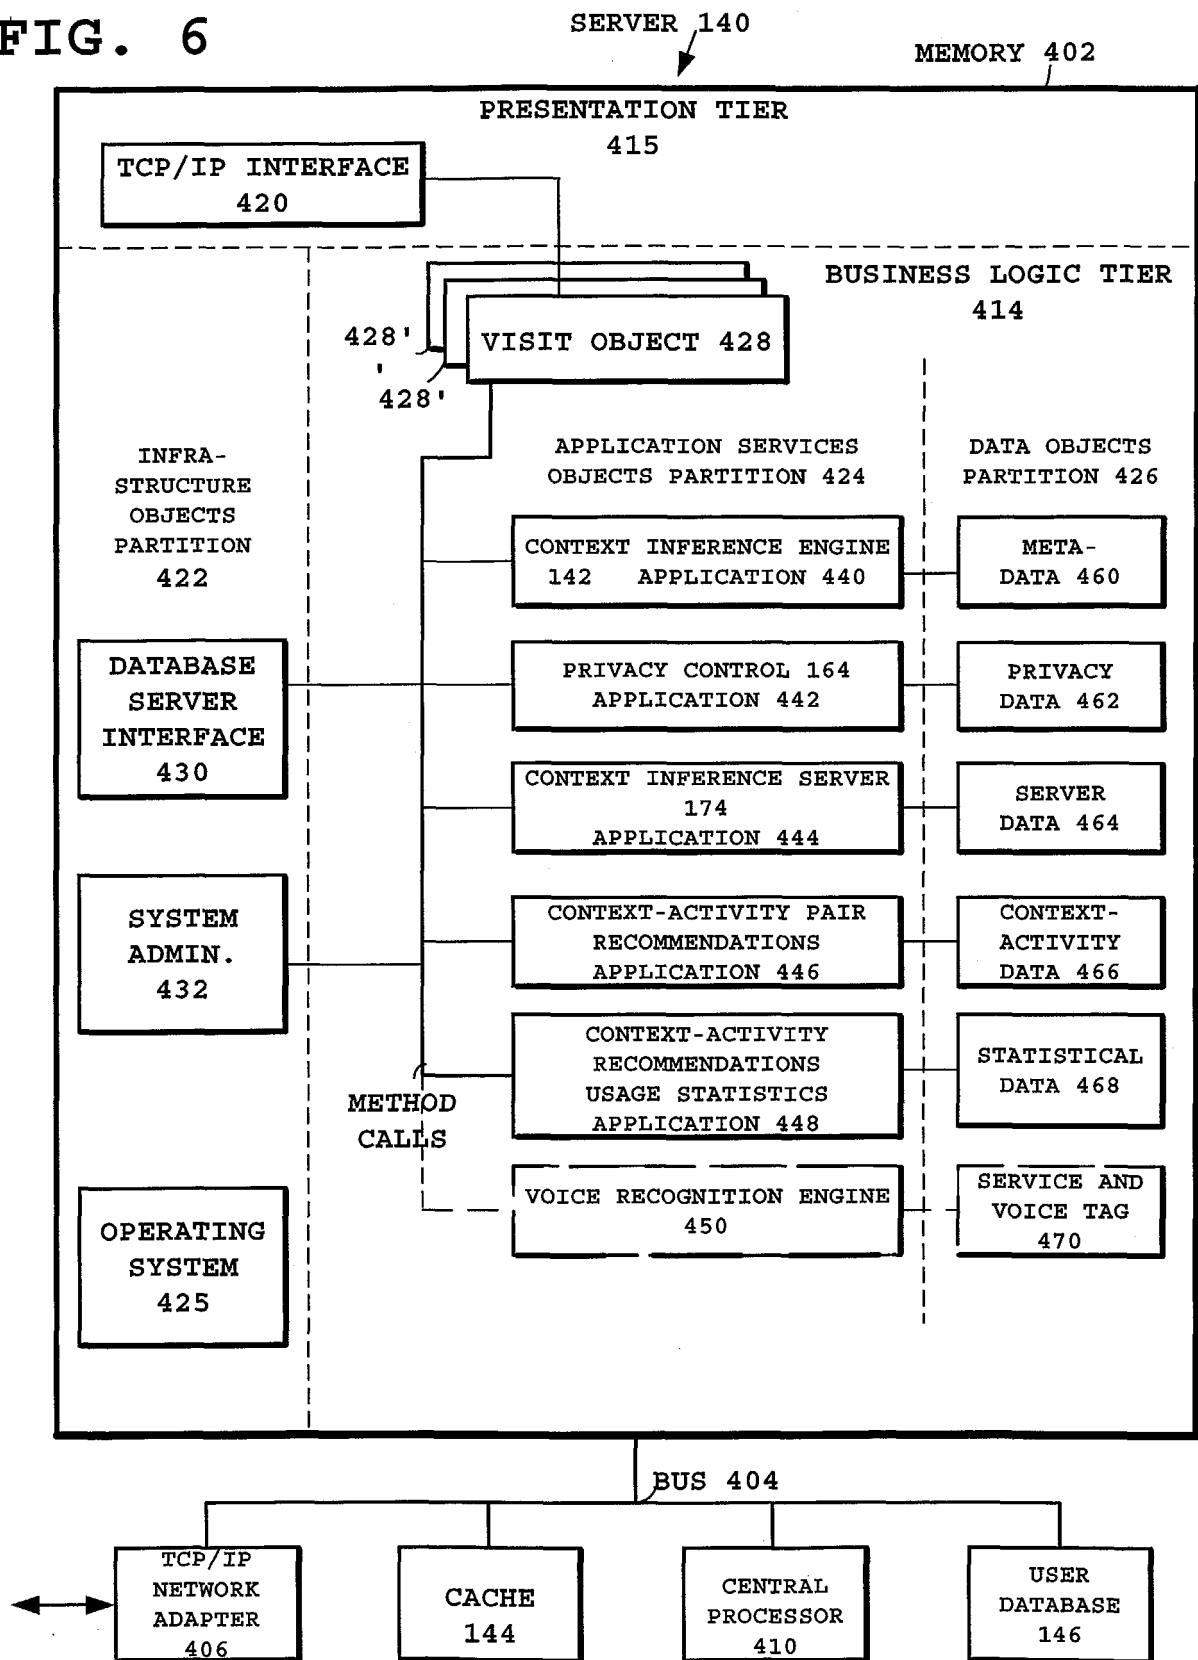 FIG. 6
SERVER 140
MEMORY 402
PRESENTATION TIER
415
TCP/IP INTERFACE
420
BUSINESS LOGIC TIER
414
VISIT OBJECT 428
428'
'
428'
INFRA-
STRUCTURE
OBJECTS
PARTITION
422
APPLICATION SERVICES
OBJECTS PARTITION 424
DATA OBJECTS
PARTITION 426
CONTEXT INFERENCE ENGINE
142 APPLICATION 440
META-
DATA 460
DATABASE
SERVER
INTERFACE
430
PRIVACY CONTROL 164
APPLICATION 442
PRIVACY
DATA 462
CONTEXT INFERENCE SERVER
174
APPLICATION 444
SERVER
DATA 464
SYSTEM
ADMIN.
432
CONTEXT-ACTIVITY PAIR
RECOMMENDATIONS
APPLICATION 446
CONTEXT-
ACTIVITY
DATA 466
CONTEXT-ACTIVITY
RECOMMENDATIONS
USAGE STATISTICS
APPLICATION 448
STATISTICAL
DATA 468
METHOD
CALLS
OPERATING
SYSTEM
425
VOICE RECOGNITION ENGINE
450
SERVICE AND
VOICE TAG
470
BUS 404
TCP/IP
NETWORK
ADAPTER
406
CACHE
144
CENTRAL
PROCESSOR
410
USER
DATABASE
146